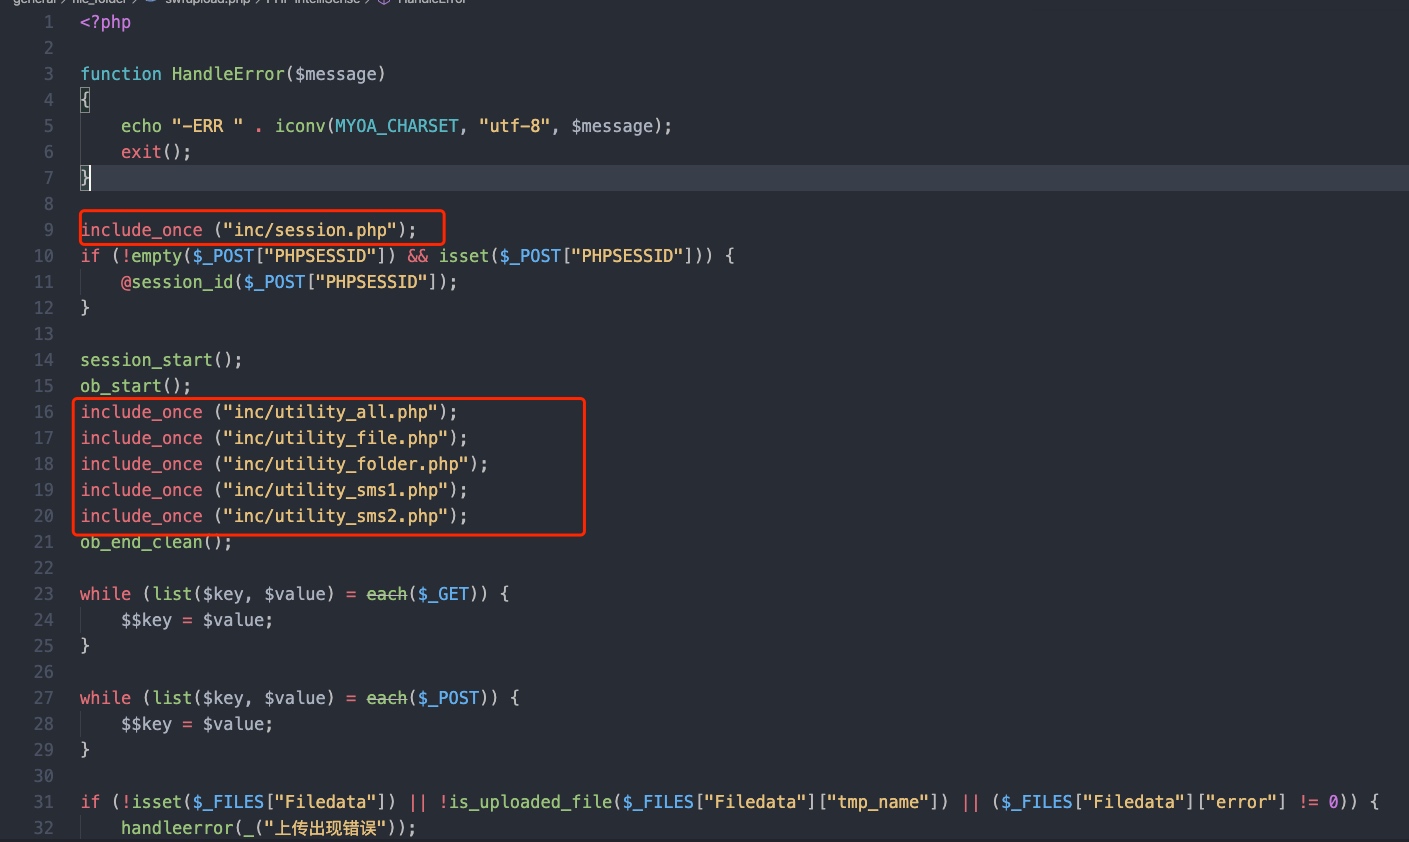 general / file_folder / swfupload.php / PHP IntelliSense / HandleError
1 <?php
2
3 function HandleError($message)
4 {
5 echo "-ERR " . iconv(MYOA_CHARSET, "utf-8", $message);
6 exit();
7 }
8
9 include_once ("inc/session.php");
10 if (!empty($_POST["PHPSESSID"]) && isset($_POST["PHPSESSID"])) {
11 @session_id($_POST["PHPSESSID"]);
12 }
13
14 session_start();
15 ob_start();
16 include_once ("inc/utility_all.php");
17 include_once ("inc/utility_file.php");
18 include_once ("inc/utility_folder.php");
19 include_once ("inc/utility_sms1.php");
20 include_once ("inc/utility_sms2.php");
21 ob_end_clean();
22
23 while (list($key, $value) = each($_GET)) {
24 $$key = $value;
25 }
26
27 while (list($key, $value) = each($_POST)) {
28 $$key = $value;
29 }
30
31 if (!isset($_FILES["Filedata"]) || !is_uploaded_file($_FILES["Filedata"]["tmp_name"]) || ($_FILES["Filedata"]["error"] != 0)) {
32 handleerror(_("上传出现错误"));